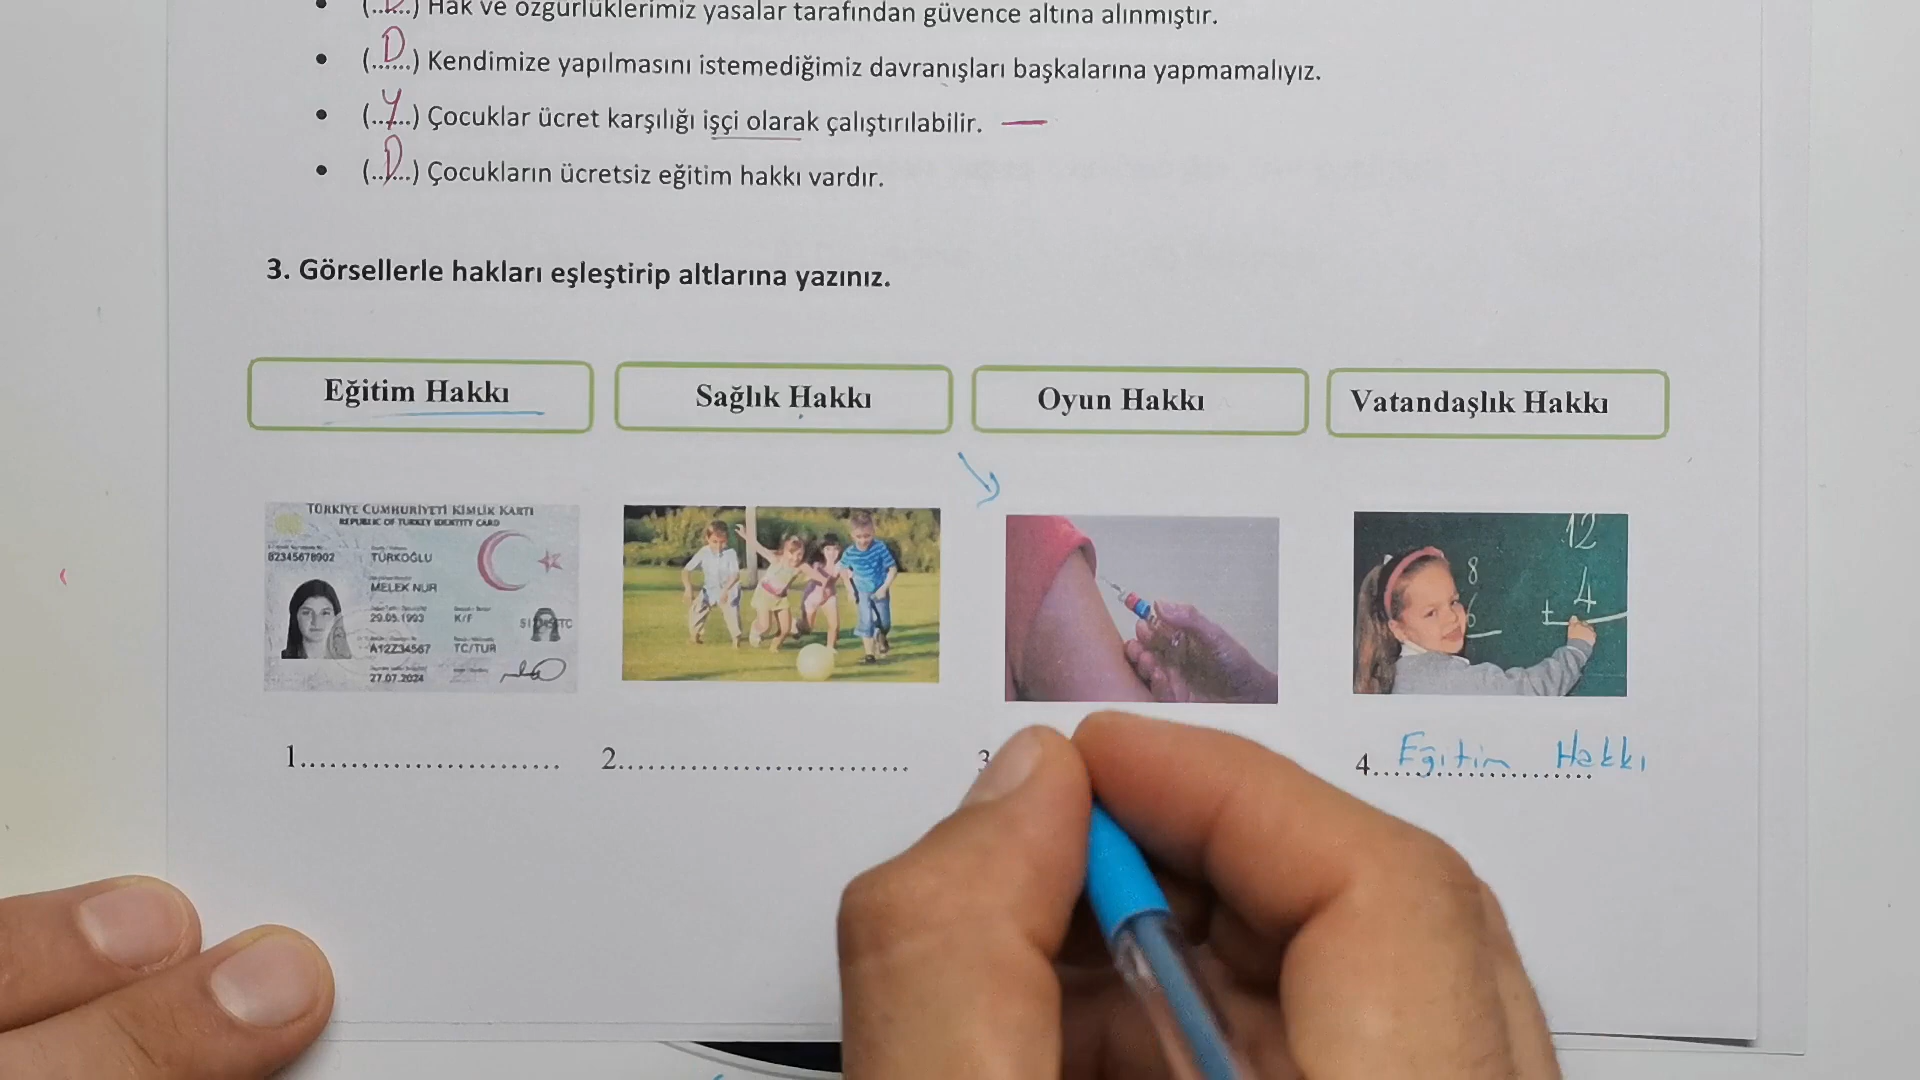 (......) Hak ve özgürlüklerimiz yasalar tarafından güvence altına alınmıştır.
(..D...) Kendimize yapılmasını istemediğimiz davranışları başkalarına yapmamalıyız.
(..Y...) Çocuklar ücret karşılığı işçi olarak çalıştırılabilir.
(..D...) Çocukların ücretsiz eğitim hakkı vardır.
3. Görsellerle hakları eşleştirip altlarına yazınız.
Eğitim Hakkı
Sağlık Hakkı
Oyun Hakkı
Vatandaşlık Hakkı
TÜRKİYE CUMHURİYETİ KİMLİK KARTI
REPUBLIC OF TURKEY IDENTITY CARD
82345678902
TÜRKOĞLU
MELEK NUR
29.05.1993 K/F
A12Z34567 TC/TUR
27.07.2024
12
8
4
6
+
1..........................
2.............................
3
4. Eğitim Hakkı